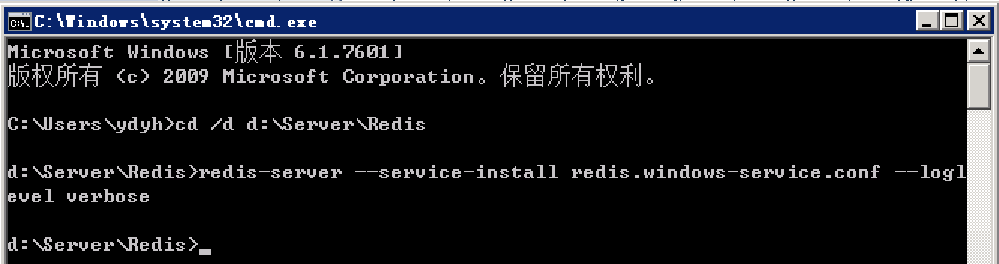 C:\Windows\system32\cmd.exe
Microsoft Windows [版本 6.1.7601]
版权所有 (c) 2009 Microsoft Corporation。保留所有权利。
C:\Users\ydyh>cd /d d:\Server\Redis
d:\Server\Redis>redis-server --service-install redis.windows-service.conf --logl
evel verbose
d:\Server\Redis>_